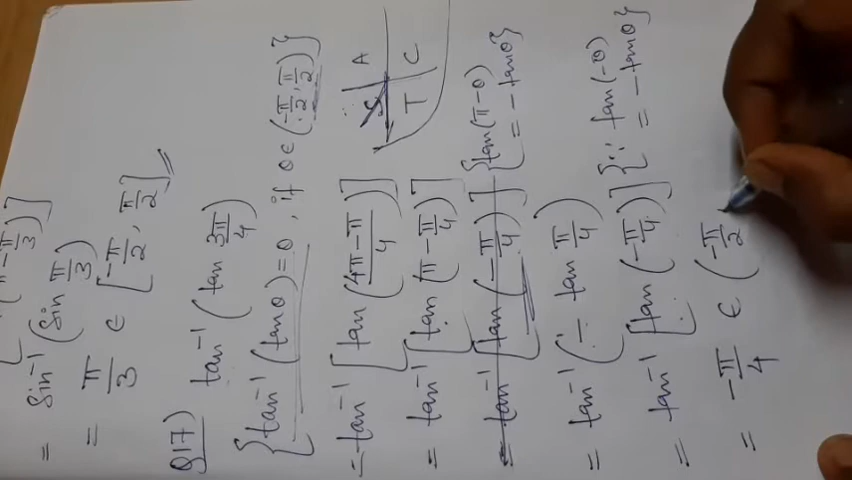 = sin⁻¹ (sin π/3)
= π/3 ∈ [-π/2, π/2]
Q17) tan⁻¹ (tan 3π/4)
{tan⁻¹ (tan θ) = θ, if θ ∈ (-π/2, π/2)}
= tan⁻¹ [tan (4π-π/4)]
S A
T C
= tan⁻¹ [tan (π - π/4)]
= tan⁻¹ [tan (-π/4)] {tan(π-θ) = -tanθ}
= tan⁻¹ (- tan π/4)
= tan⁻¹ [tan (-π/4)] {∵ tan(-θ) = -tanθ}
= -π/4 ∈ (-π/2